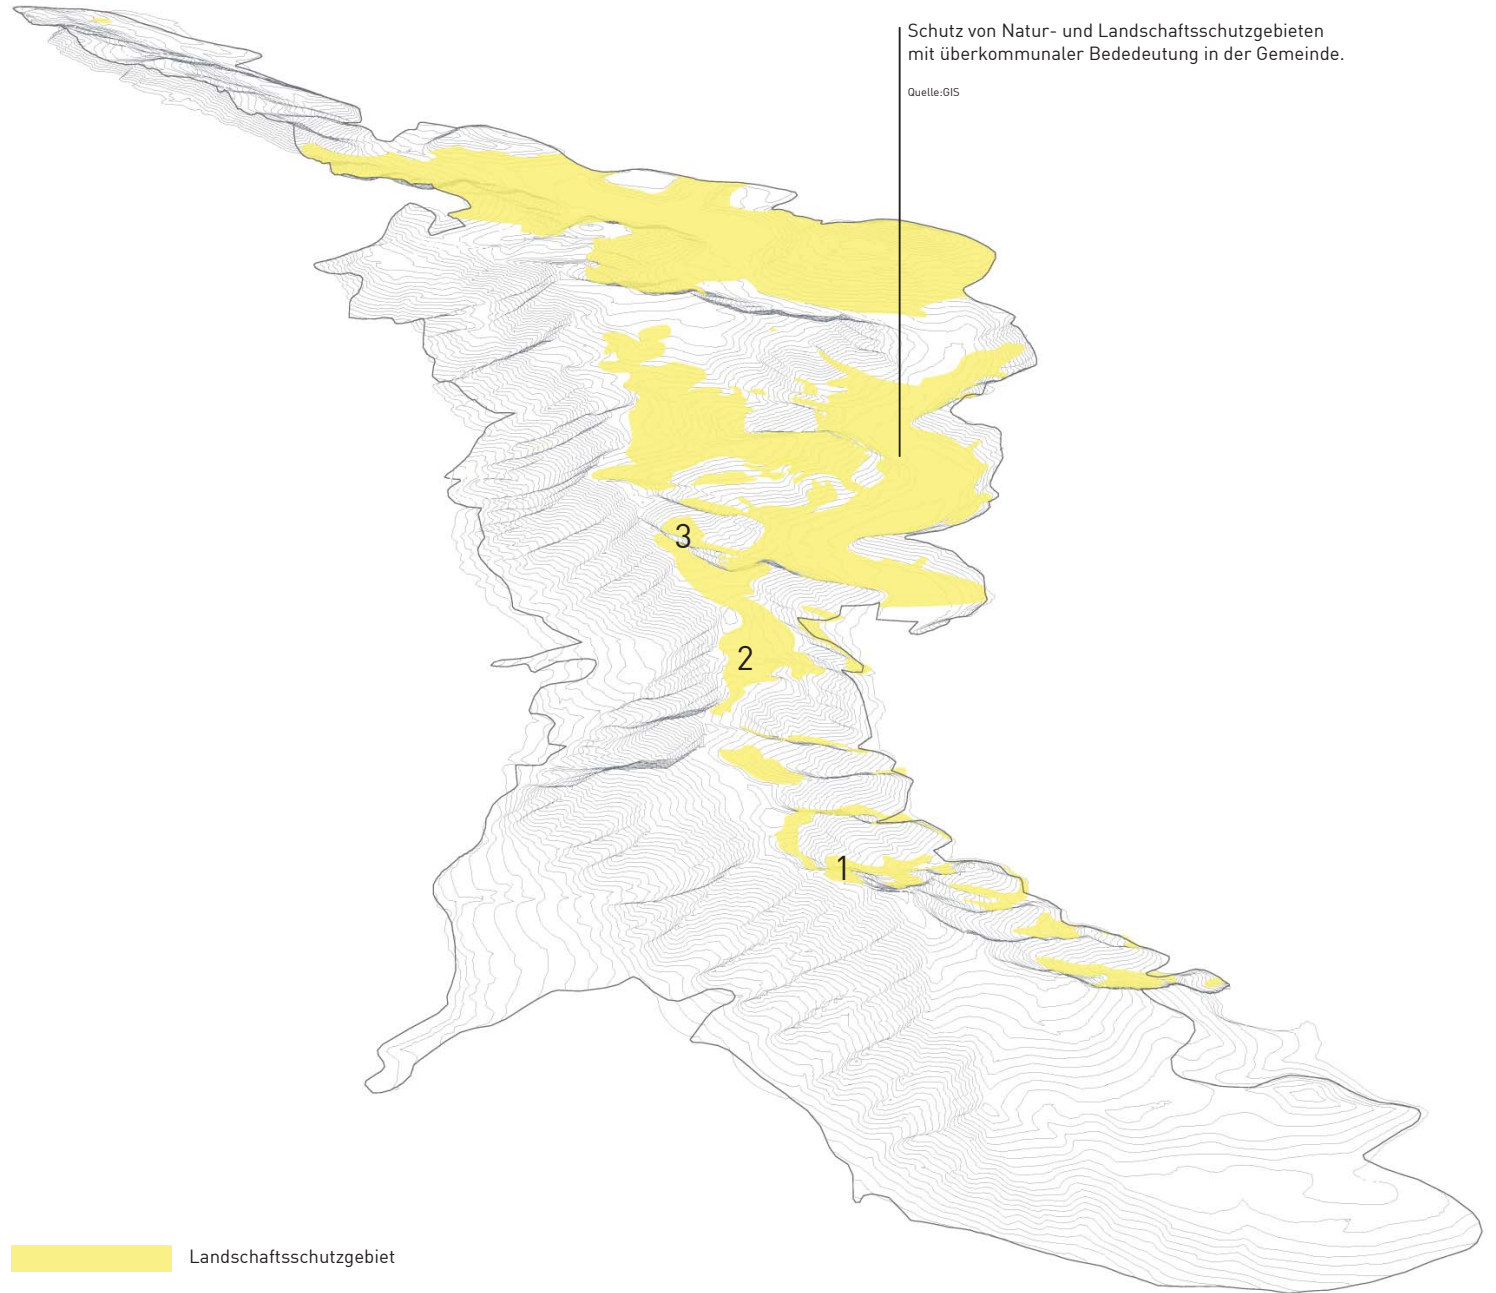 Schutz von Natur- und Landschaftsschutzgebieten
mit überkommunaler Bededeutung in der Gemeinde.
Quelle:GIS
3
2
1
Landschaftsschutzgebiet